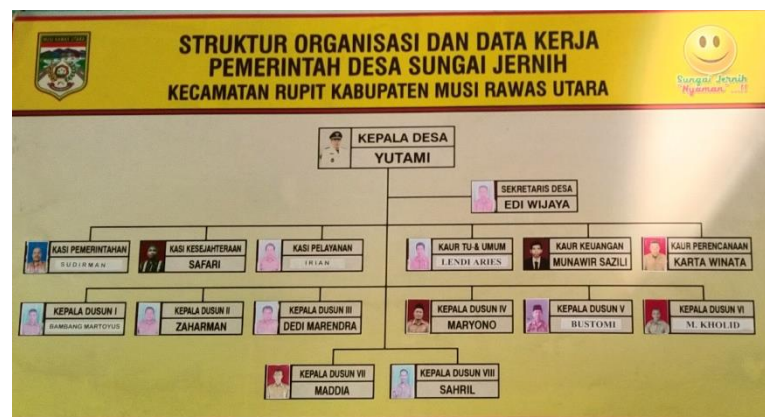 MUSI RAWAS UTARA
STRUKTUR ORGANISASI DAN DATA KERJA
PEMERINTAH DESA SUNGAI JERNIH
KECAMATAN RUPIT KABUPATEN MUSI RAWAS UTARA
Sungai Jernih
"Nyaman"...!!
KEPALA DESA
YUTAMI
SEKRETARIS DESA
EDI WIJAYA
KASI PEMERINTAHAN
SUDIRMAN
KASI KESEJAHTERAAN
SAFARI
KASI PELAYANAN
IRIAN
KAUR TU-& UMUM
LENDI ARIES
KAUR KEUANGAN
MUNAWIR SAZILI
KAUR PERENCANAAN
KARTA WINATA
KEPALA DUSUN I
BAMBANG MARTOYUS
KEPALA DUSUN II
ZAHARMAN
KEPALA DUSUN III
DEDI MARENDRA
KEPALA DUSUN IV
MARYONO
KEPALA DUSUN V
BUSTOMI
KEPALA DUSUN VI
M. KHOLID
KEPALA DUSUN VII
MADDIA
KEPALA DUSUN VIII
SAHRIL